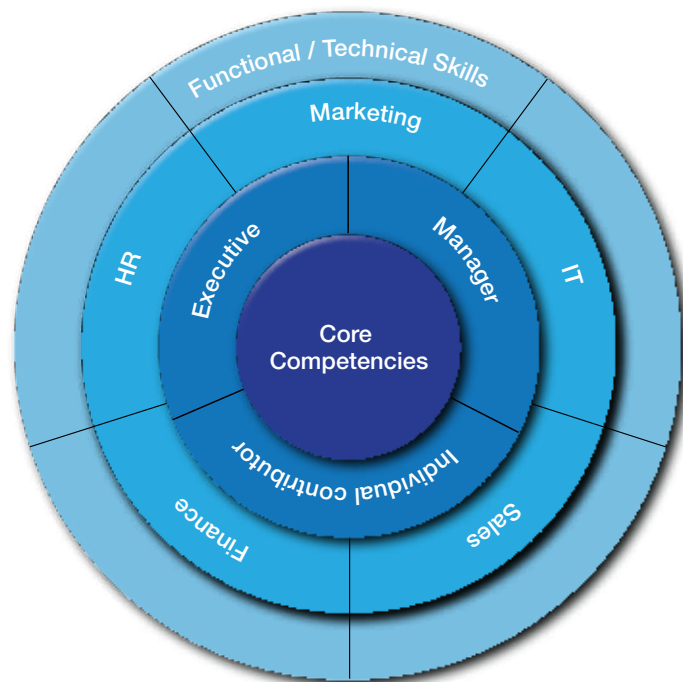 Functional / Technical Skills
Marketing
HR
IT
Executive
Manager
Core
Competencies
Individual contributor
Finance
Sales